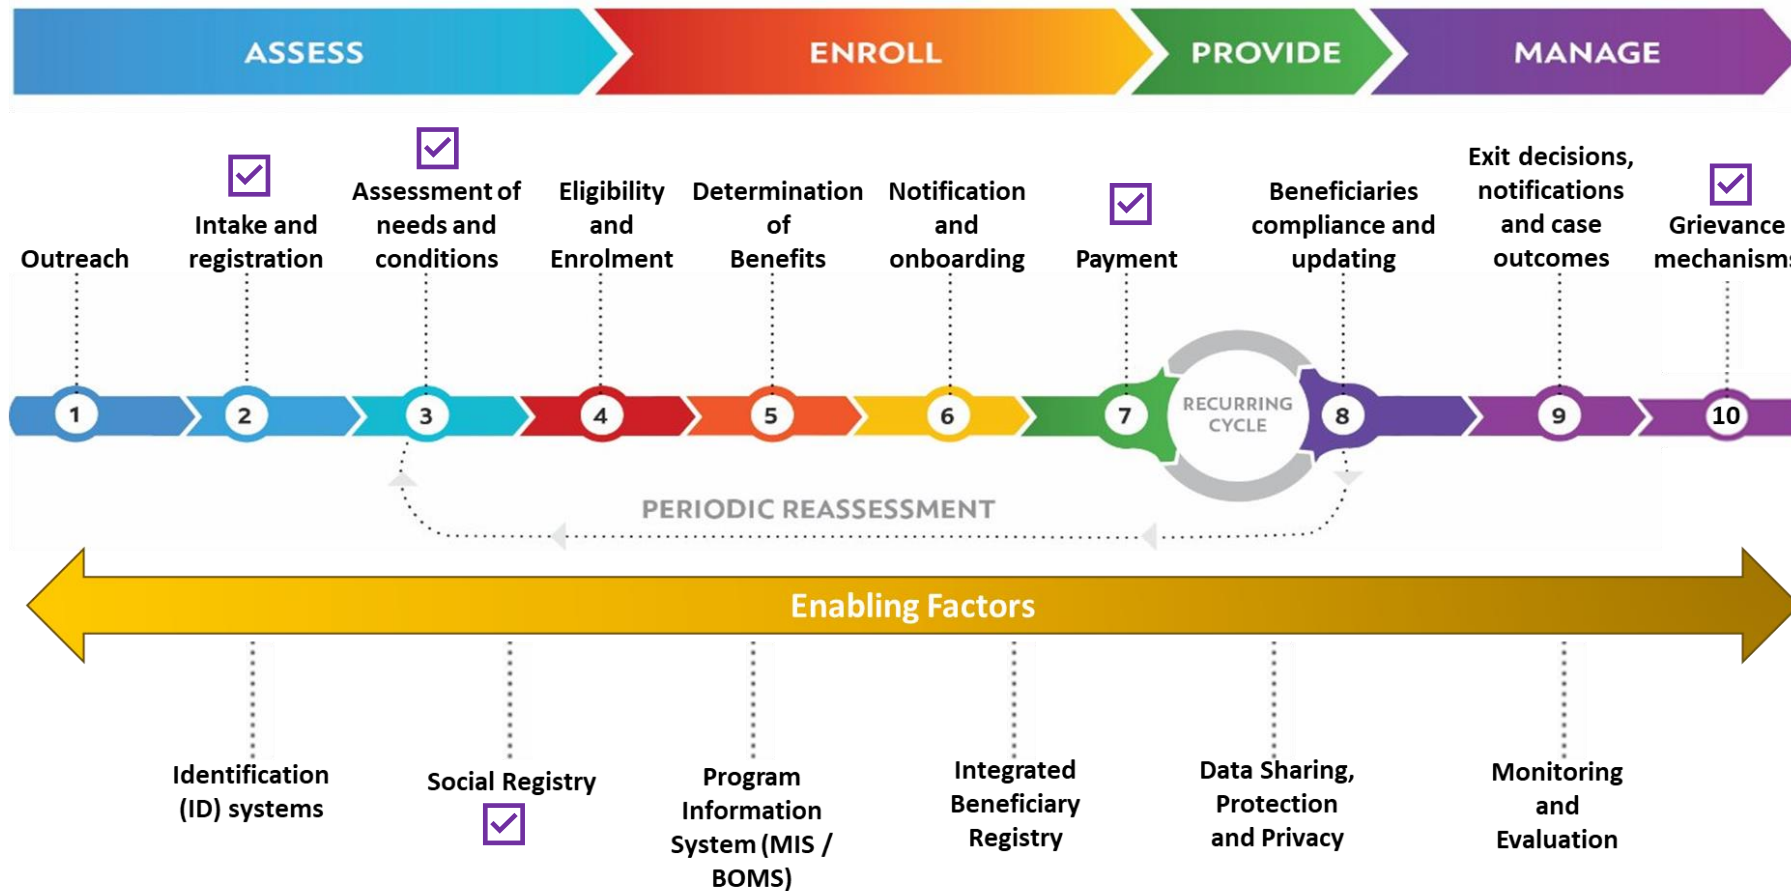 ASSESS
ENROLL
PROVIDE
MANAGE
Outreach
Intake and
registration
Assessment of
needs and
conditions
Eligibility
and
Enrolment
Determination
of
Benefits
Notification
and
onboarding
Payment
Beneficiaries
compliance and
updating
Exit decisions,
notifications
and case
outcomes
Grievance
mechanisms
1
2
3
4
5
6
7
RECURRING
CYCLE
8
9
10
PERIODIC REASSESSMENT
Enabling Factors
Identification
(ID) systems
Social Registry
Program
Information
System (MIS /
BOMS)
Integrated
Beneficiary
Registry
Data Sharing,
Protection
and Privacy
Monitoring
and
Evaluation